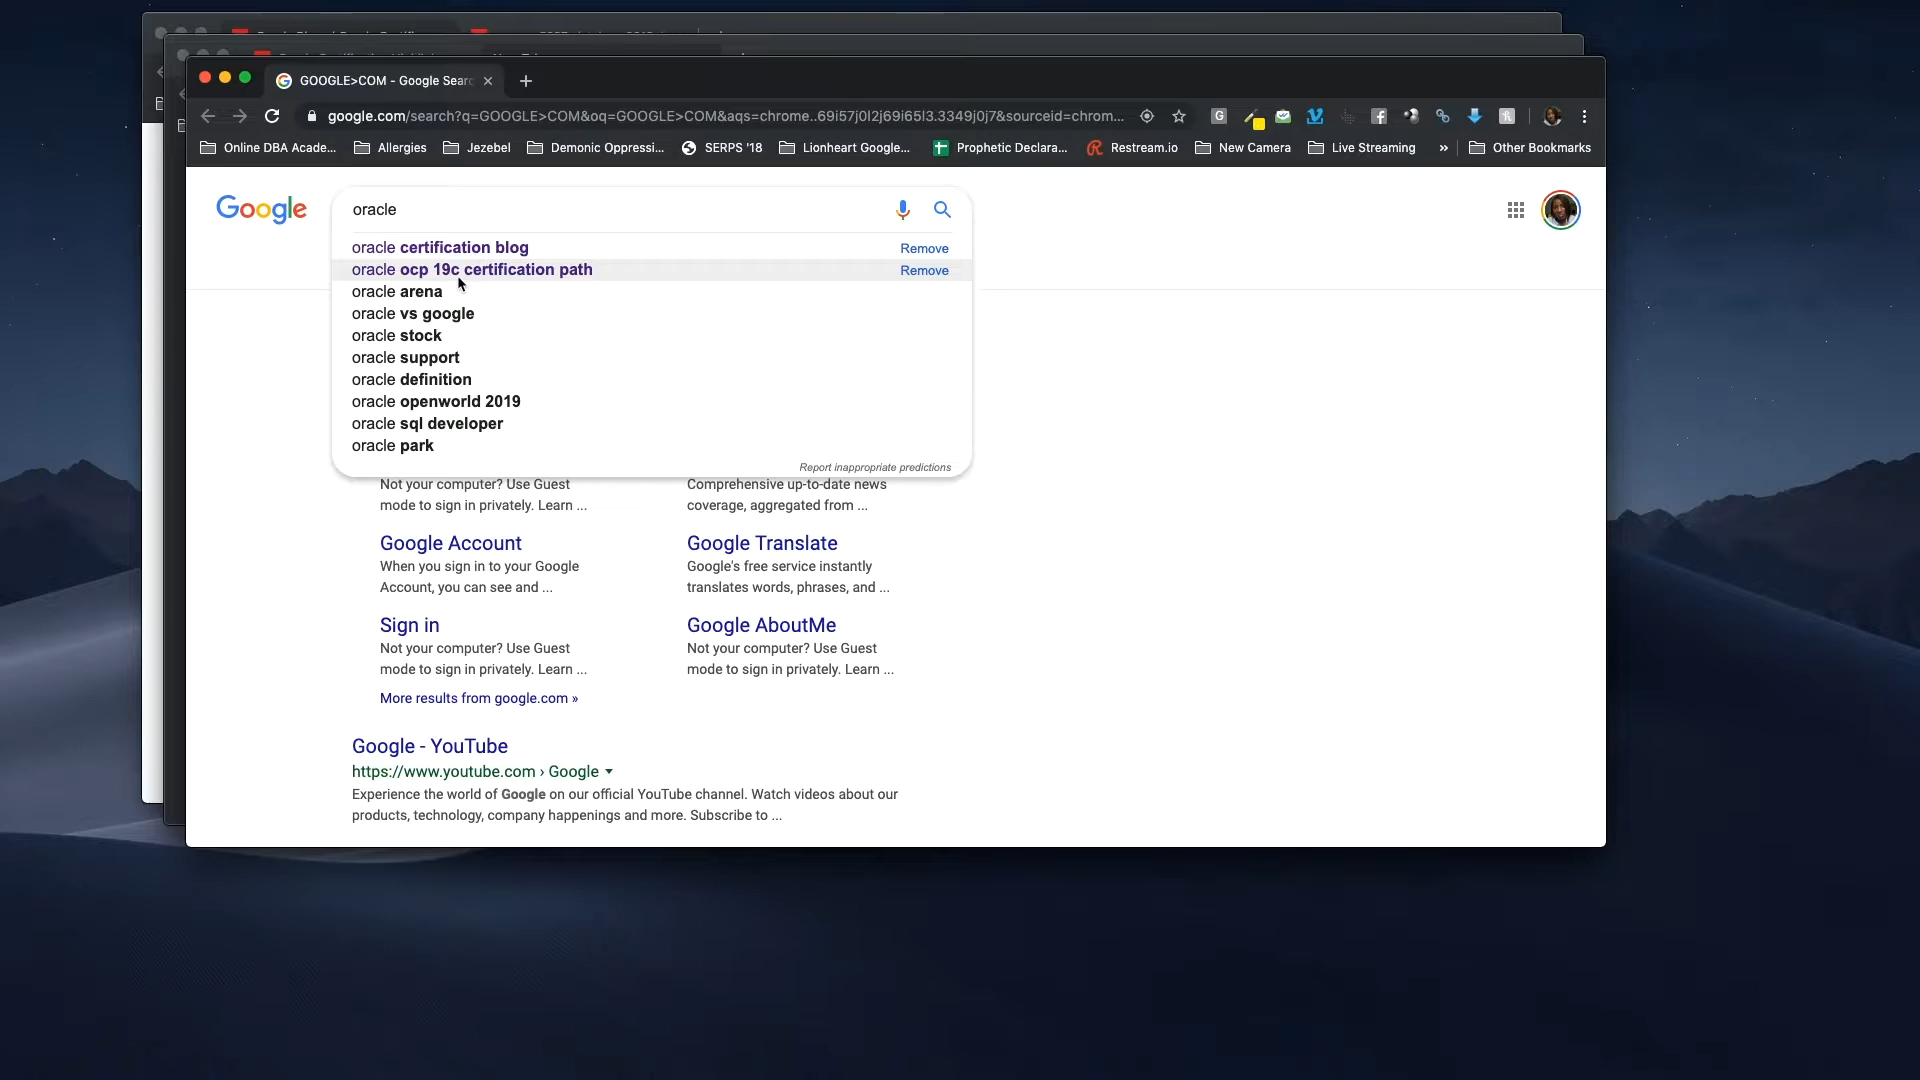 GOOGLE>COM - Google Searc
google.com/search?q=GOOGLE>COM&oq=GOOGLE>COM&aqs=chrome..69i57j0l2j69i65l3.3349j0j7&sourceid=chrom...
Online DBA Acade... Allergies Jezebel Demonic Oppressi... SERPS '18 Lionheart Google... Prophetic Declara... Restream.io New Camera Live Streaming » Other Bookmarks
Google
oracle
oracle certification blog Remove
oracle ocp 19c certification path Remove
oracle arena
oracle vs google
oracle stock
oracle support
oracle definition
oracle openworld 2019
oracle sql developer
oracle park
Report inappropriate predictions
Not your computer? Use Guest
mode to sign in privately. Learn ...
Comprehensive up-to-date news
coverage, aggregated from ...
Google Account
When you sign in to your Google
Account, you can see and ...
Google Translate
Google's free service instantly
translates words, phrases, and ...
Sign in
Not your computer? Use Guest
mode to sign in privately. Learn ...
Google AboutMe
Not your computer? Use Guest
mode to sign in privately. Learn ...
More results from google.com »
Google - YouTube
https://www.youtube.com › Google
Experience the world of Google on our official YouTube channel. Watch videos about our
products, technology, company happenings and more. Subscribe to ...